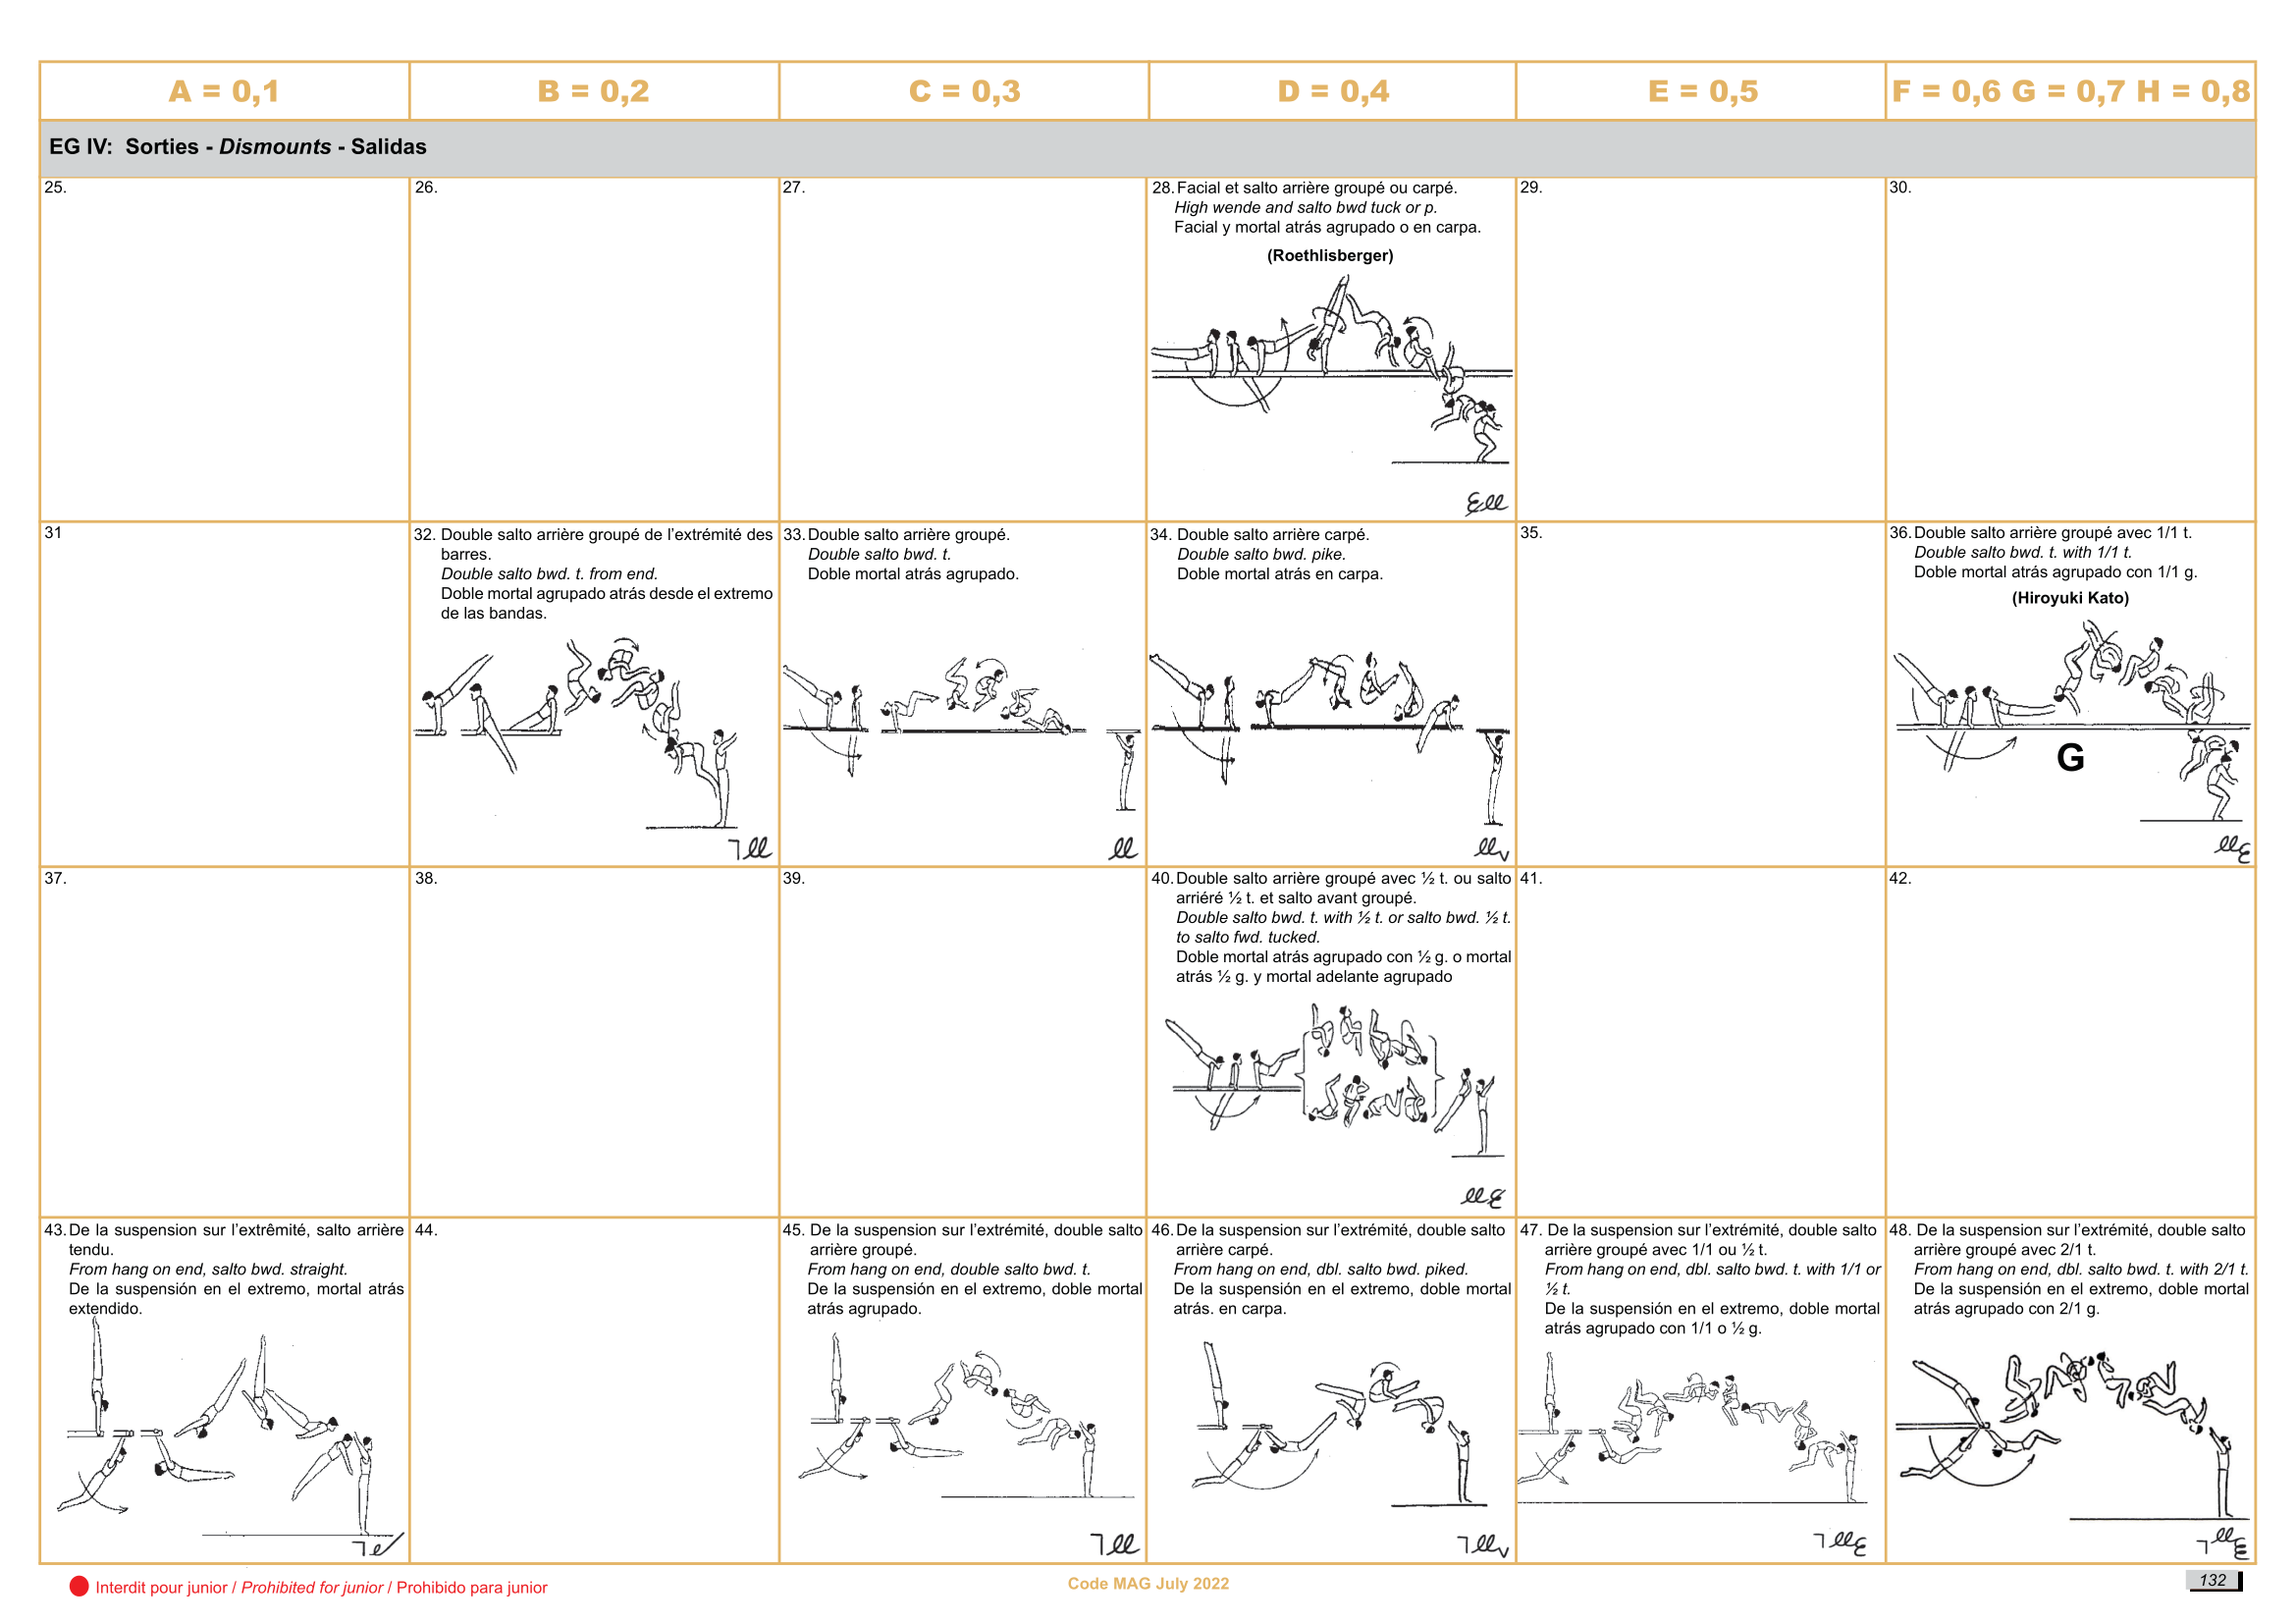 A = 0,1
B = 0,2
C = 0,3
D = 0,4
E = 0,5
F = 0,6 G = 0,7 H = 0,8
EG IV: Sorties - Dismounts - Salidas
25.
26.
27.
28. Facial et salto arrière groupé ou carpé.
High wende and salto bwd tuck or p.
Facial y mortal atrás agrupado o en carpa.
(Roethlisberger)
29.
30.
31
32. Double salto arrière groupé de l'extrémité des
barres.
Double salto bwd. t. from end.
Doble mortal agrupado atrás desde el extremo
de las bandas.
33. Double salto arrière groupé.
Double salto bwd. t.
Doble mortal atrás agrupado.
34. Double salto arrière carpé.
Double salto bwd. pike.
Doble mortal atrás en carpa.
35.
36. Double salto arrière groupé avec 1/1 t.
Double salto bwd. t. with 1/1 t.
Doble mortal atrás agrupado con 1/1 g.
(Hiroyuki Kato)
G
37.
38.
39.
40. Double salto arrière groupé avec ½ t. ou salto
arriéré ½ t. et salto avant groupé.
Double salto bwd. t. with ½ t. or salto bwd. ½ t.
to salto fwd. tucked.
Doble mortal atrás agrupado con ½ g. o mortal
atrás ½ g. y mortal adelante agrupado
41.
42.
43. De la suspension sur l'extrêmité, salto arrière
tendu.
From hang on end, salto bwd. straight.
De la suspensión en el extremo, mortal atrás
extendido.
44.
45. De la suspension sur l'extrémité, double salto
arrière groupé.
From hang on end, double salto bwd. t.
De la suspensión en el extremo, doble mortal
atrás agrupado.
46. De la suspension sur l'extrémité, double salto
arrière carpé.
From hang on end, dbl. salto bwd. piked.
De la suspensión en el extremo, doble mortal
atrás. en carpa.
47. De la suspension sur l'extrémité, double salto
arrière groupé avec 1/1 ou ½ t.
From hang on end, dbl. salto bwd. t. with 1/1 or
½ t.
De la suspensión en el extremo, doble mortal
atrás agrupado con 1/1 o ½ g.
48. De la suspension sur l'extrémité, double salto
arrière groupé avec 2/1 t.
From hang on end, dbl. salto bwd. t. with 2/1 t.
De la suspensión en el extremo, doble mortal
atrás agrupado con 2/1 g.
Interdit pour junior / Prohibited for junior / Prohibido para junior
Code MAG July 2022
132